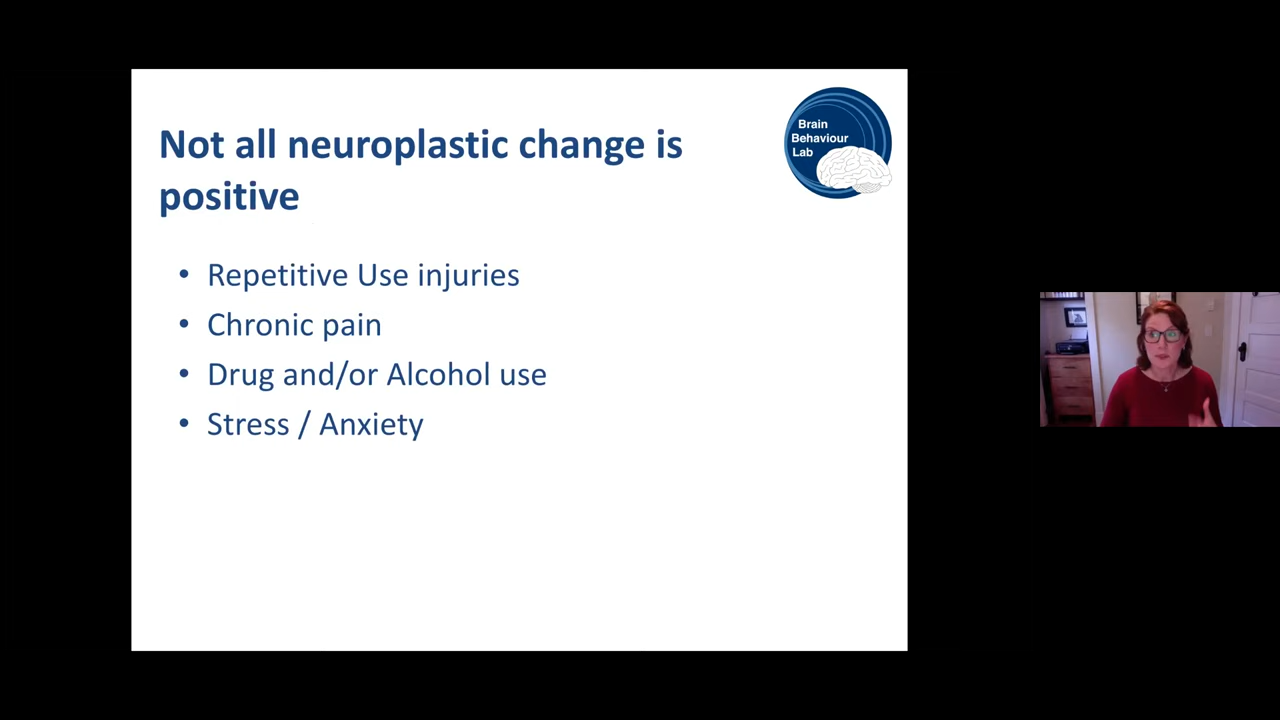 Not all neuroplastic change is
positive
Brain
Behaviour
Lab
• Repetitive Use injuries
• Chronic pain
• Drug and/or Alcohol use
• Stress / Anxiety